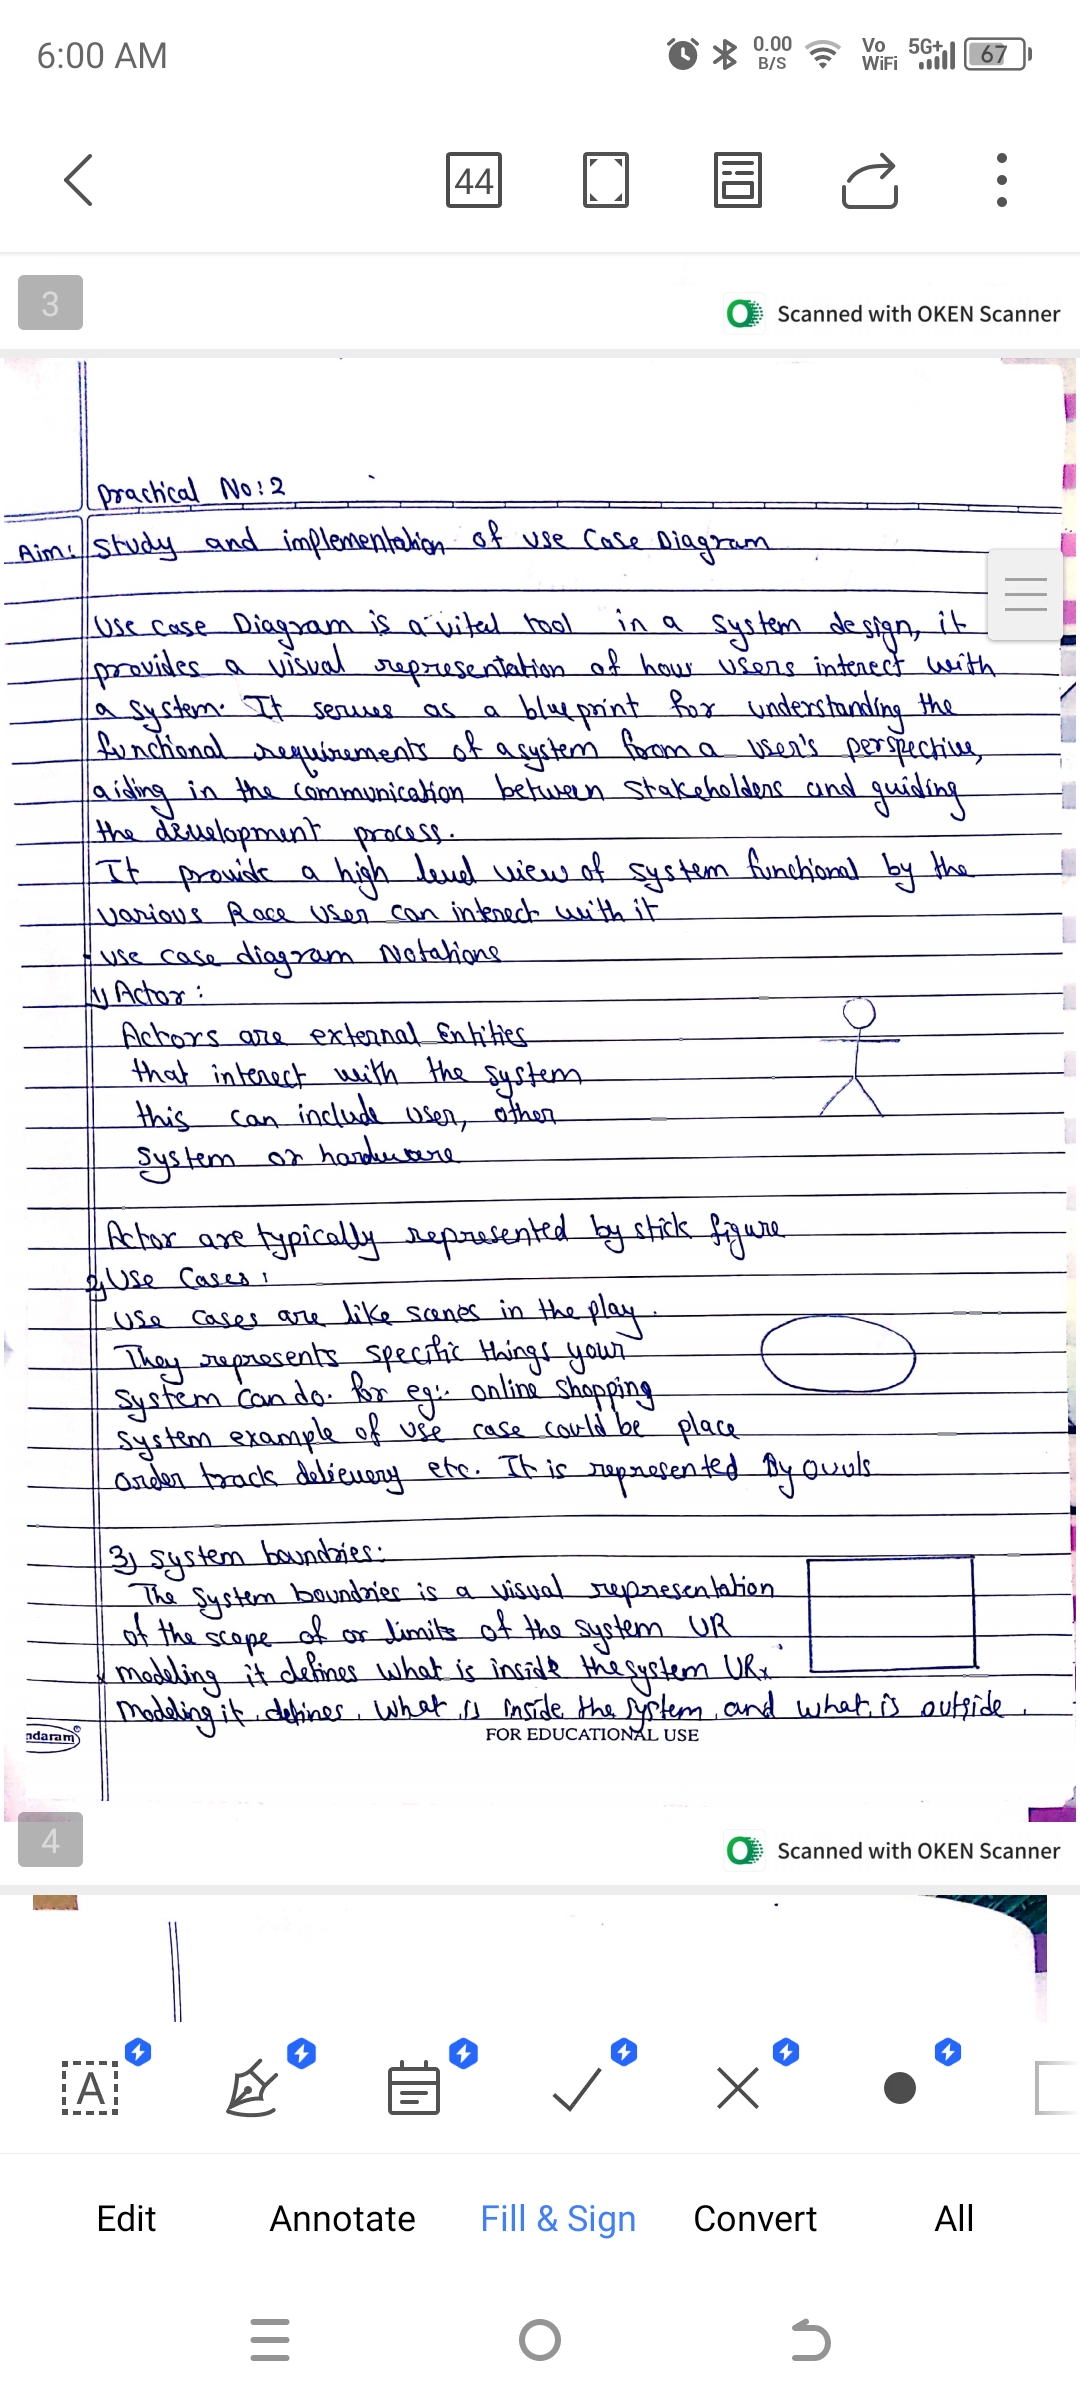 6:00 AM
0.00 B/S
Vo WiFi
5G+
67
44
3
Scanned with OKEN Scanner
Practical No: 2
Aim: Study and implementation of Use Case Diagram
Use case Diagram is a vital tool in a system design, it
provides a visual representation of how users interect with
a system. It serves as a blueprint for understanding the
functional requirements of a system from a user's perspective,
aiding in the communication between stakeholders and guiding
the development process.
It provide a high level view of system functional by the
various Race User can interect with it
use case diagram Notations
1) Actor :
Actors are external Entities
that interect with the system
this can include user, other
system or hardware
Actor are typically represented by stick figure
2) Use Cases :
Use cases are like scenes in the play.
They represents specific things your
system can do. for eg:. online shopping
system example of use case could be place
order track delievery etc. It is represented By ovals
3) System boundries:
The System boundries is a visual representation
of the scope of or limits of the system UR
modeling it defines what is inside the system UR
Modeling it defines what is inside the system and what is outside.
ndaram
FOR EDUCATIONAL USE
4
Scanned with OKEN Scanner
A
Edit
Annotate
Fill & Sign
Convert
All